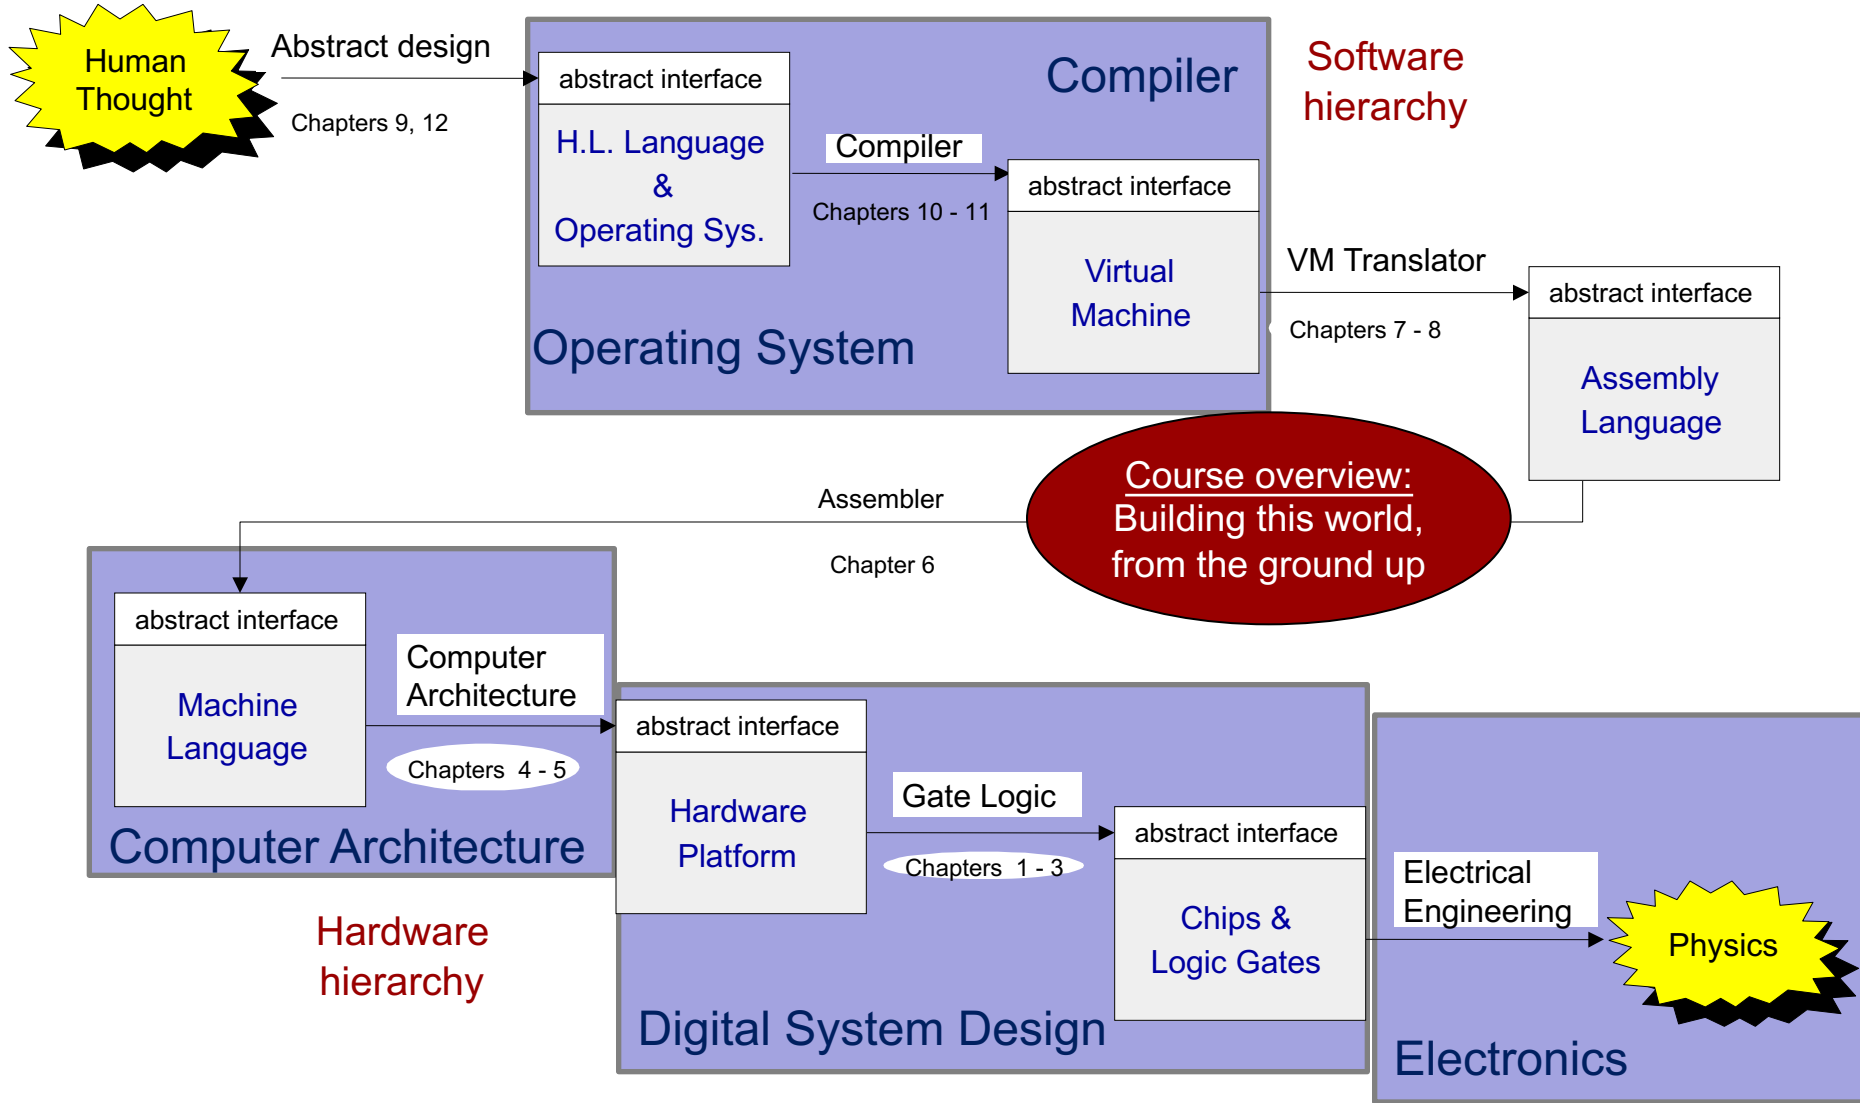 Human
Thought
Abstract design
Chapters 9, 12
abstract interface
H.L. Language
&
Operating Sys.
Compiler
Compiler
Chapters 10 - 11
abstract interface
Virtual
Machine
Operating System
Software
hierarchy
VM Translator
Chapters 7 - 8
abstract interface
Assembly
Language
Course overview:
Building this world,
from the ground up
Assembler
Chapter 6
abstract interface
Machine
Language
Computer
Architecture
Chapters 4 - 5
Computer Architecture
Hardware
hierarchy
abstract interface
Hardware
Platform
Gate Logic
Chapters 1 - 3
abstract interface
Chips &
Logic Gates
Digital System Design
Electrical
Engineering
Physics
Electronics